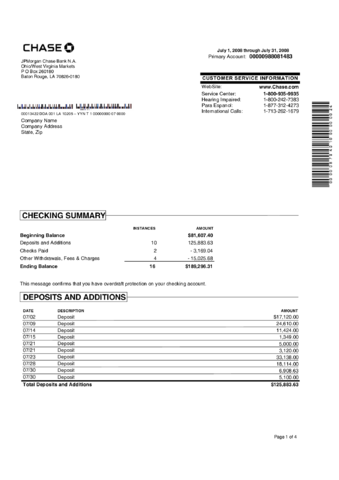 CHASE
July 1, 2008 through July 31, 2008
Primary Account: 00000980081483
JPMorgan Chase Bank N.A.
Ohio/West Virginia Markets
P O Box 260180
Baton Rouge, LA 70826-0180
CUSTOMER SERVICE INFORMATION
WebSite: www.Chase.com
Service Center: 1-800-935-9935
Hearing Impaired: 1-800-242-7383
Para Espanol: 1-877-312-4273
International Calls: 1-713-262-1679
Company Name
Company Address
State, Zip
CHECKING SUMMARY
INSTANCES AMOUNT
Beginning Balance $81,607.40
Deposits and Additions 10 125,883.63
Checks Paid 2 - 3,199.04
Other Withdrawals, Fees & Charges 4 - 15,025.68
Ending Balance 16 $189,266.31
This message confirms that you have overdraft protection on your checking account.
DEPOSITS AND ADDITIONS
DATE DESCRIPTION AMOUNT
07/02 Deposit $17,120.00
07/09 Deposit 24,610.00
07/14 Deposit 11,424.00
07/15 Deposit 1,349.00
07/21 Deposit 5,000.00
07/21 Deposit 3,120.00
07/23 Deposit 33,138.00
07/28 Deposit 18,114.00
07/30 Deposit 6,908.63
07/30 Deposit 5,100.00
Total Deposits and Additions $125,883.63
Page 1 of 4